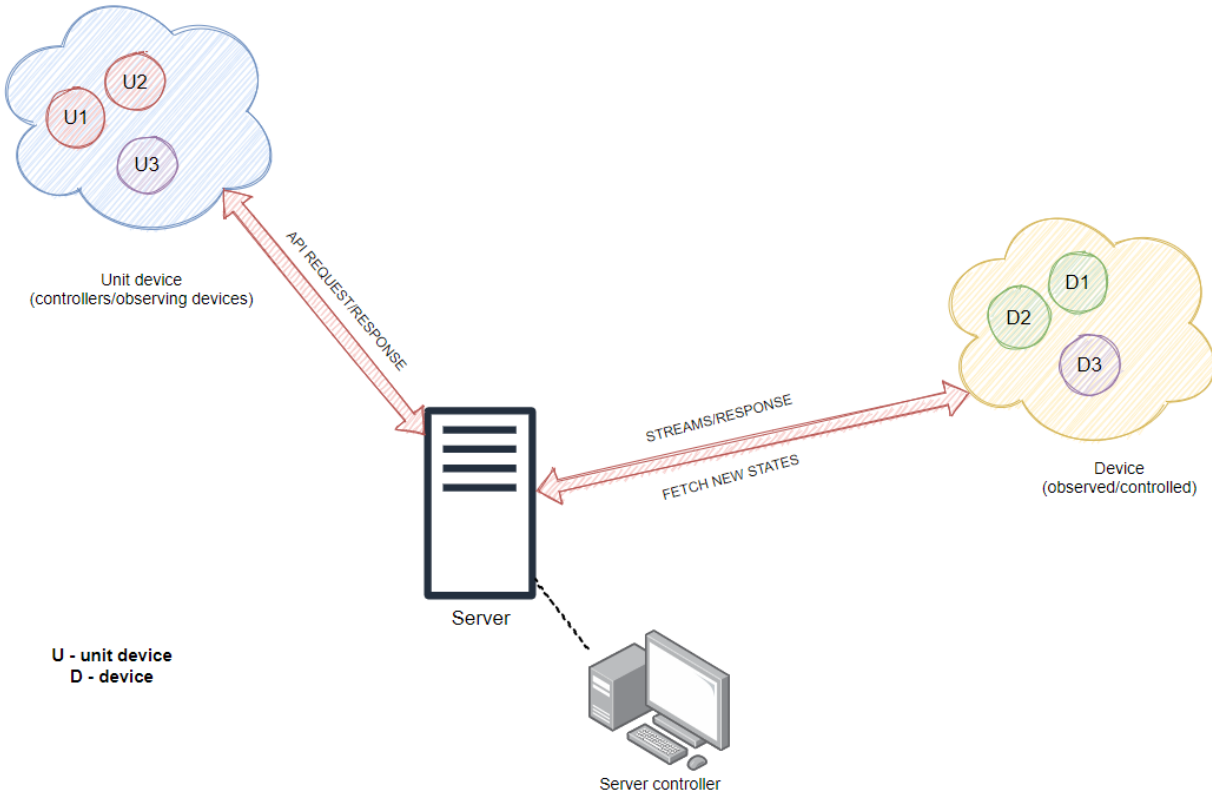 U2
U1
U3
Unit device
(controllers/observing devices)
API REQUEST/RESPONSE
D1
D2
D3
STREAMS/RESPONSE
FETCH NEW STATES
Device
(observed/controlled)
Server
U - unit device
D - device
Server controller